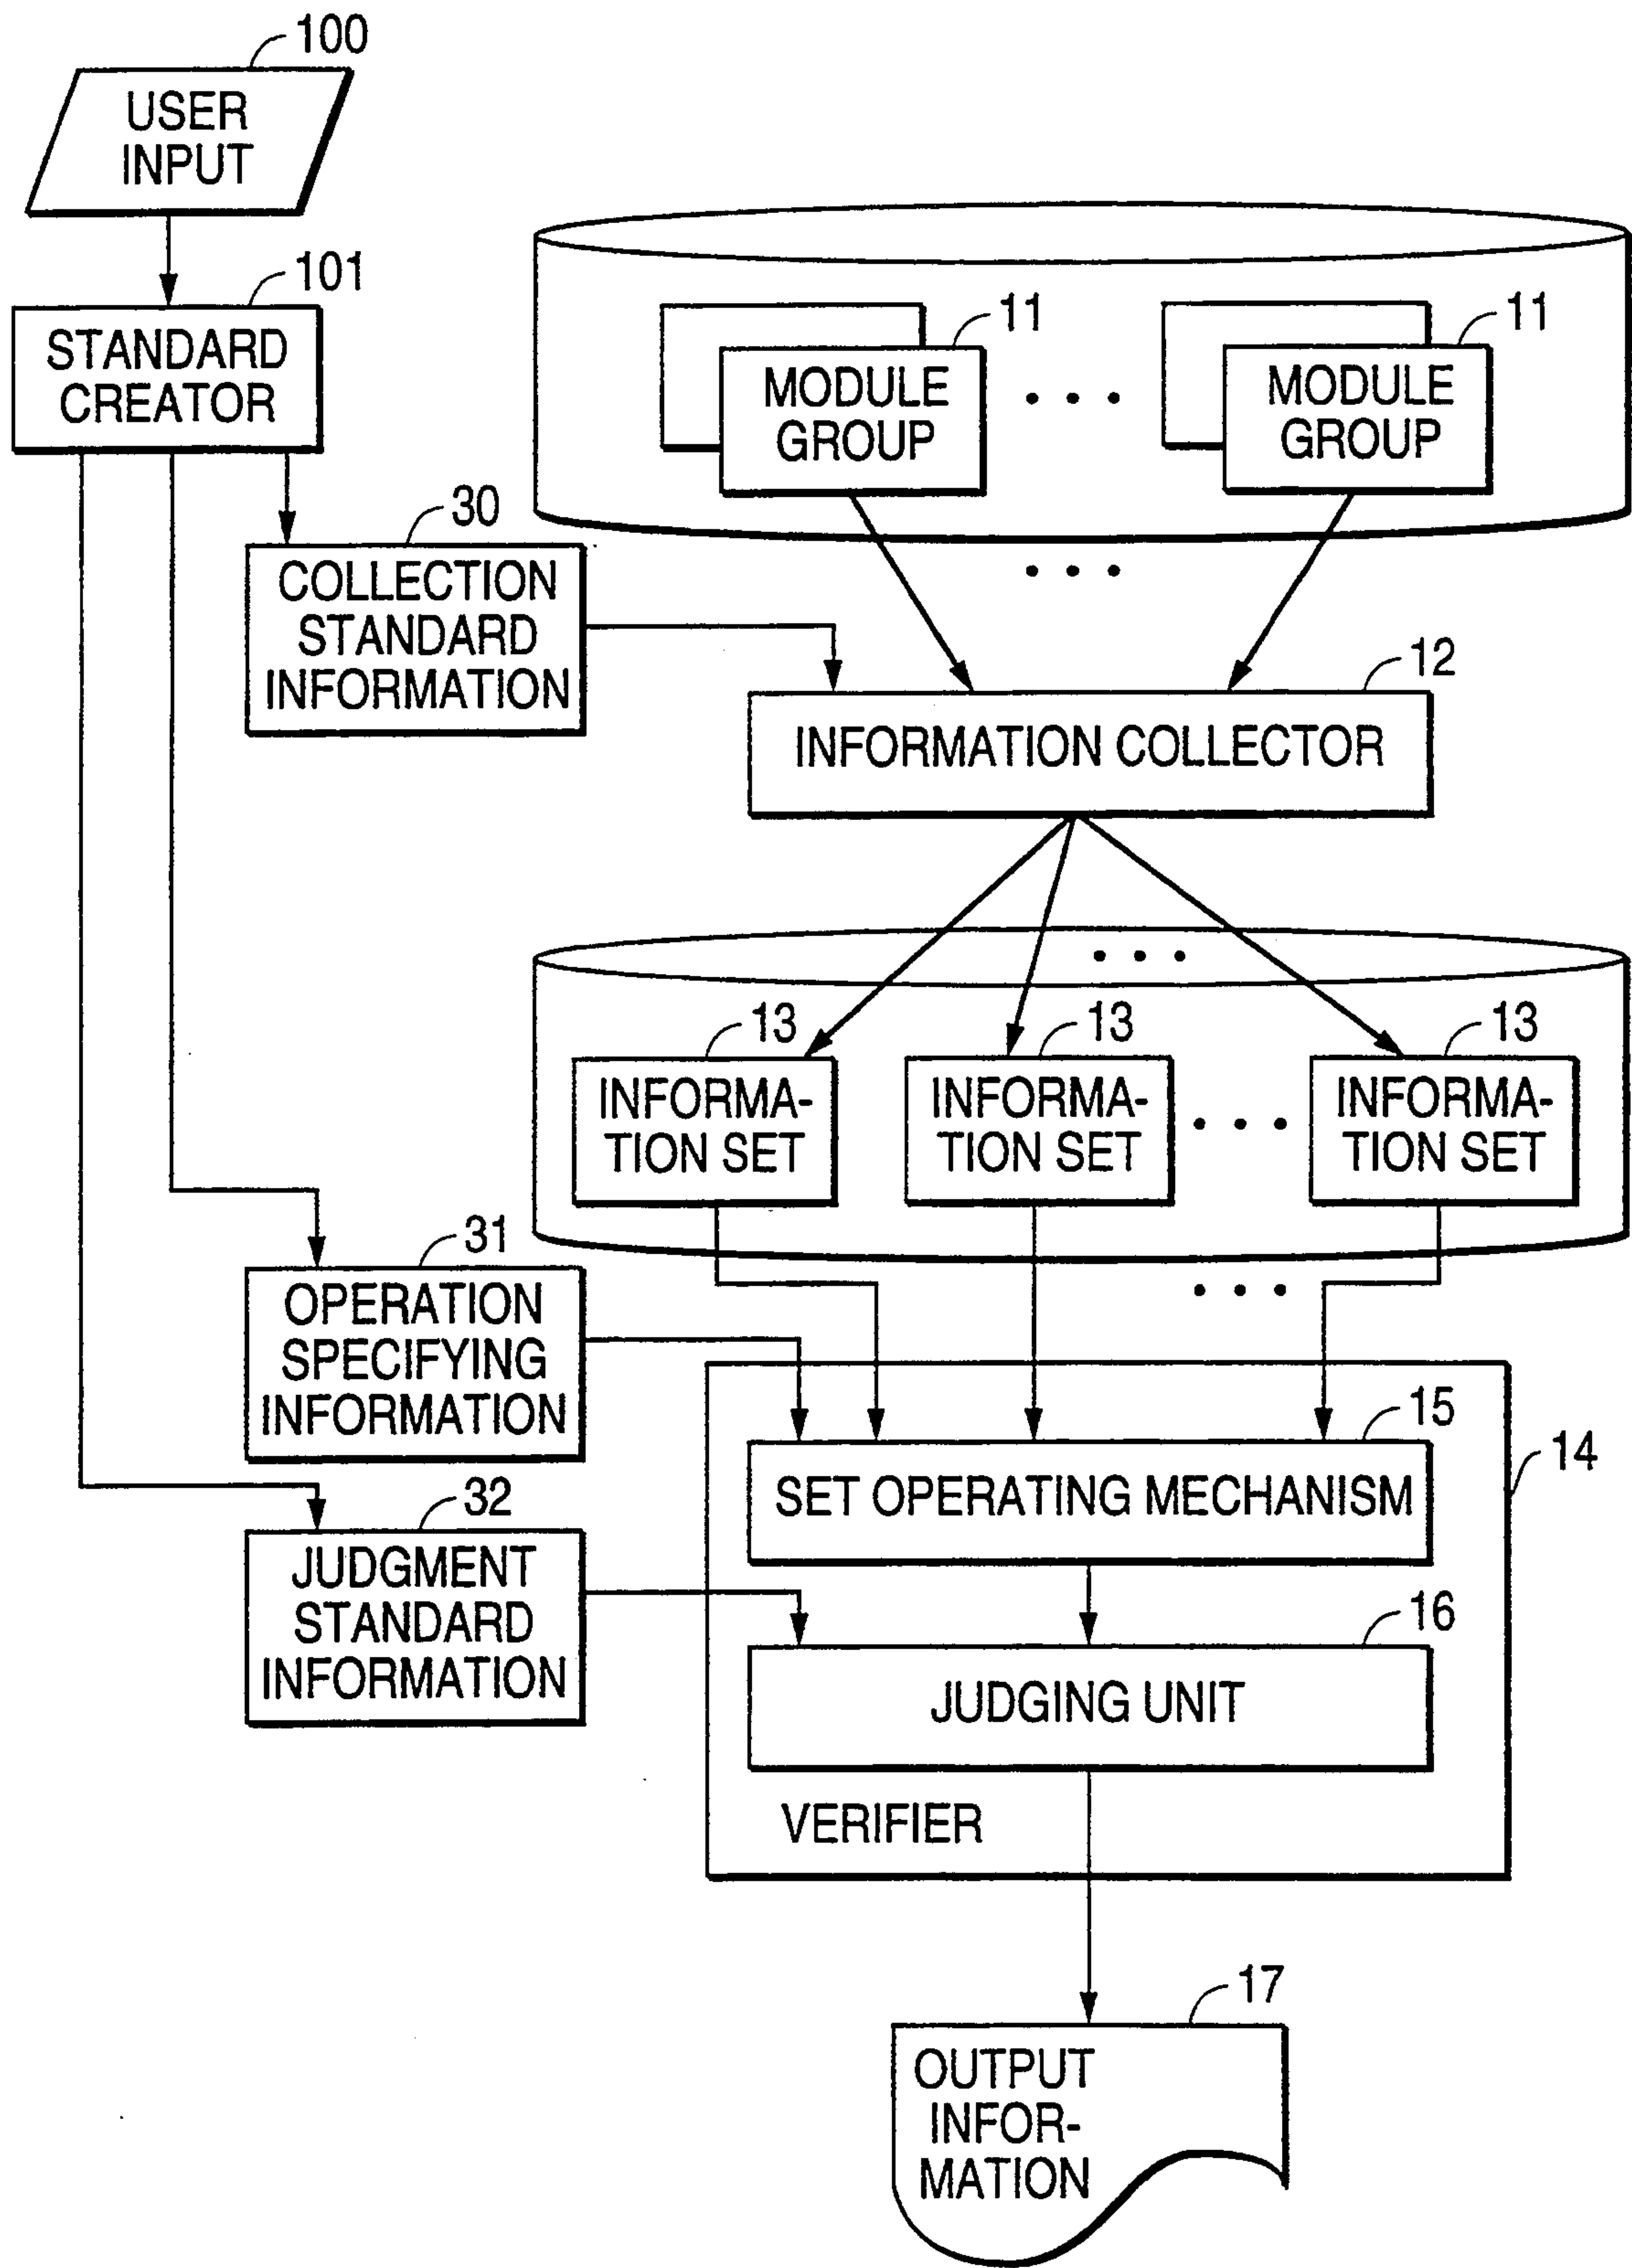 100
USER
INPUT
101
STANDARD
CREATOR
11
MODULE
GROUP
11
MODULE
GROUP
30
COLLECTION
STANDARD
INFORMATION
12
INFORMATION COLLECTOR
13
INFORMA-
TION SET
13
INFORMA-
TION SET
13
INFORMA-
TION SET
31
OPERATION
SPECIFYING
INFORMATION
15
SET OPERATING MECHANISM
14
32
JUDGMENT
STANDARD
INFORMATION
16
JUDGING UNIT
VERIFIER
17
OUTPUT
INFOR-
MATION